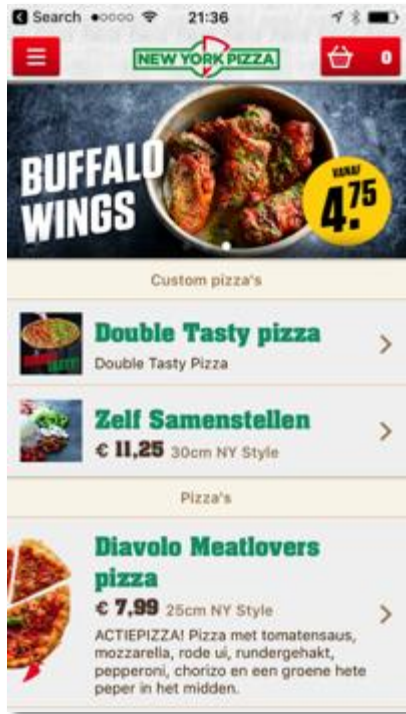 Search 21:36
NEW YORK PIZZA
0
BUFFALO
WINGS
VANAF
4.75
Custom pizza's
Double Tasty pizza
Double Tasty Pizza
Zelf Samenstellen
€ 11,25 30cm NY Style
Pizza's
Diavolo Meatlovers
pizza
€ 7,99 25cm NY Style
ACTIEPIZZA! Pizza met tomatensaus,
mozzarella, rode ui, rundergehakt,
pepperoni, chorizo en een groene hete
peper in het midden.